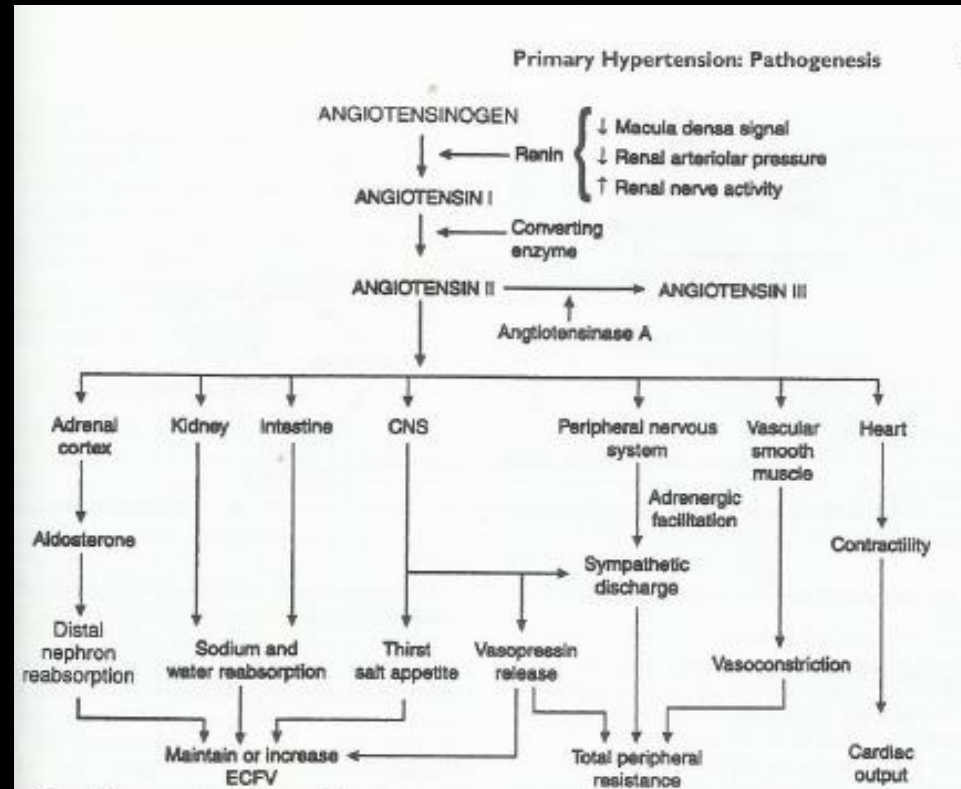 Primary Hypertension: Pathogenesis
ANGIOTENSINOGEN
Renin
↓ Macula densa signal
↓ Renal arteriolar pressure
↑ Renal nerve activity
ANGIOTENSIN I
Converting
enzyme
ANGIOTENSIN II
ANGIOTENSIN III
Angtiotensinase A
Adrenal
cortex
Kidney
Intestine
CNS
Peripheral nervous
system
Vascular
smooth
muscle
Heart
Adrenergic
facilitation
Aldosterone
Contractility
Sympathetic
discharge
Distal
nephron
reabsorption
Sodium and
water reabsorption
Thirst
salt appetite
Vasopressin
release
Vasoconstriction
Maintain or increase
ECFV
Total peripheral
resistance
Cardiac
output